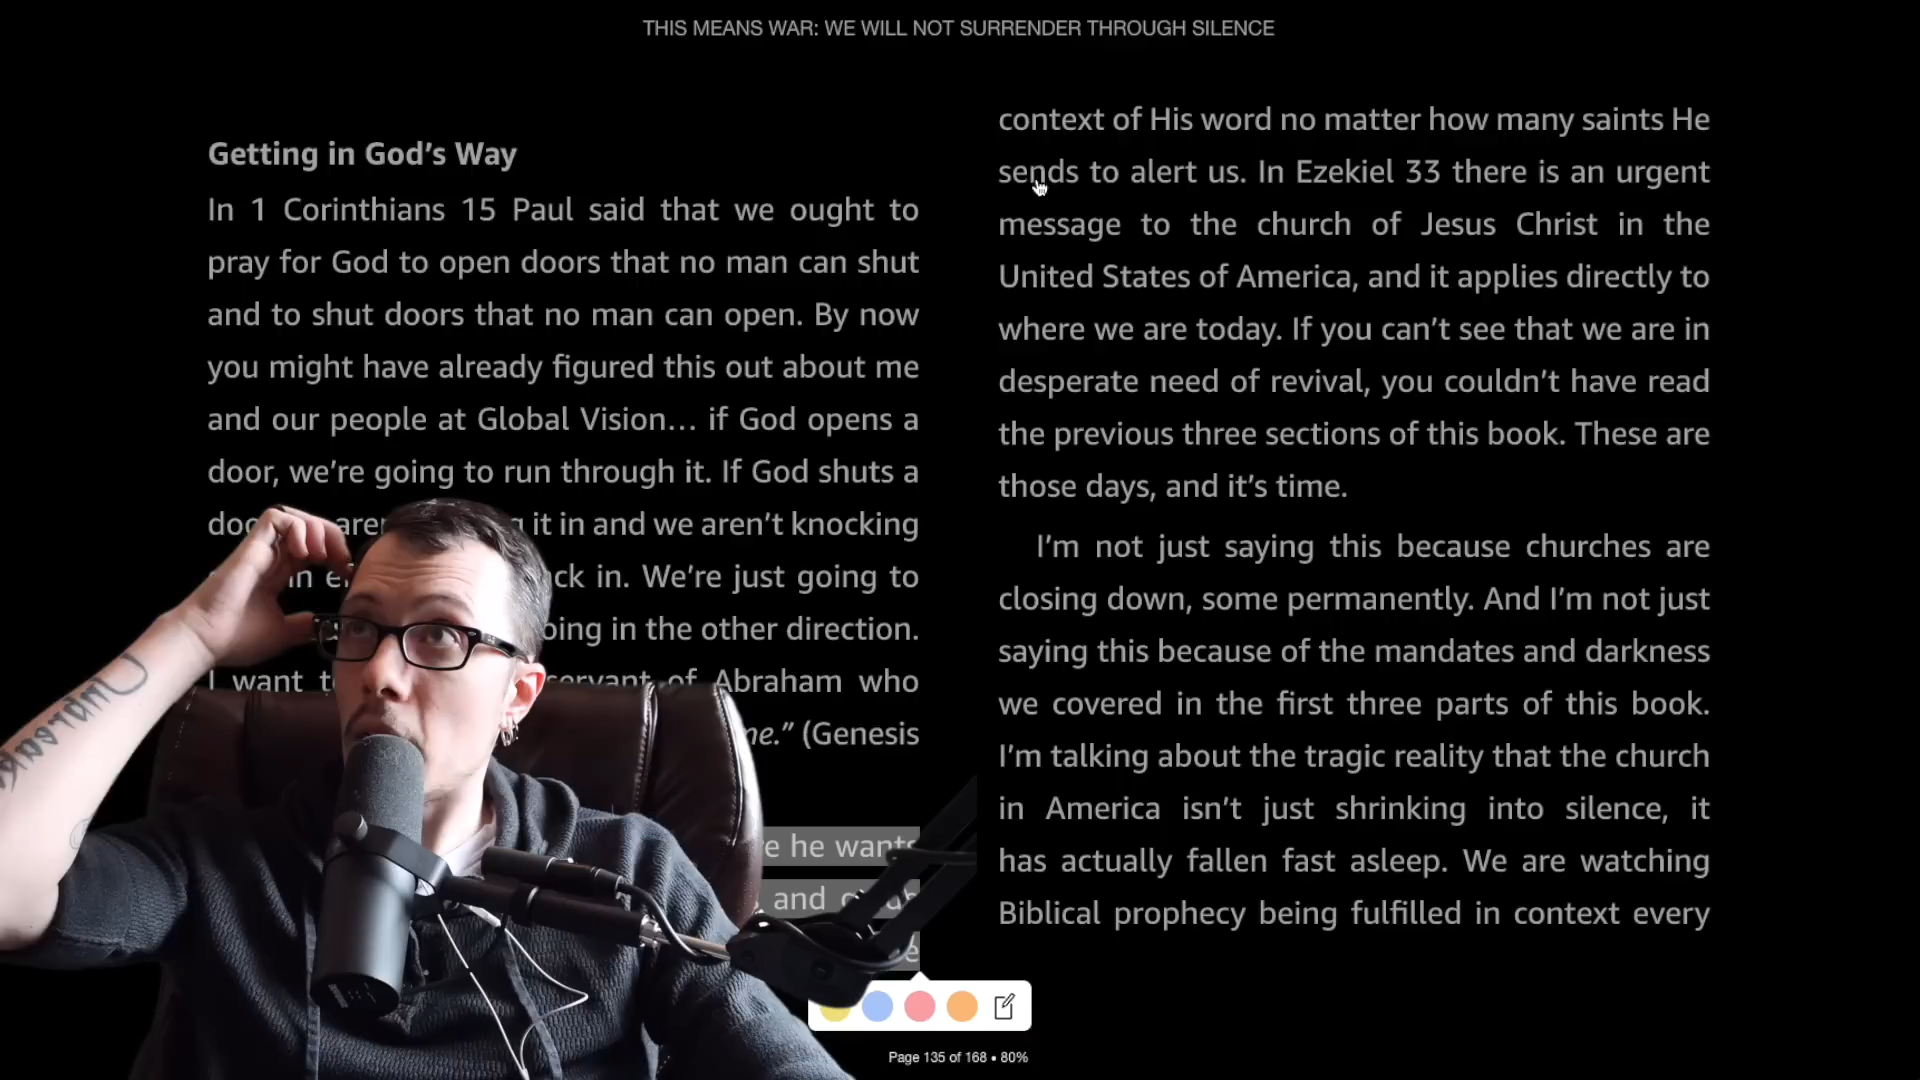 THIS MEANS WAR: WE WILL NOT SURRENDER THROUGH SILENCE
Getting in God’s Way
In 1 Corinthians 15 Paul said that we ought to
pray for God to open doors that no man can shut
and to shut doors that no man can open. By now
you might have already figured this out about me
and our people at Global Vision… if God opens a
door, we’re going to run through it. If God shuts a
it in and we aren’t knocking
in. We’re just going to
in the other direction.
I want servant of Abraham who
(Genesis
he wants
and
context of His word no matter how many saints He
sends to alert us. In Ezekiel 33 there is an urgent
message to the church of Jesus Christ in the
United States of America, and it applies directly to
where we are today. If you can’t see that we are in
desperate need of revival, you couldn’t have read
the previous three sections of this book. These are
those days, and it’s time.
I’m not just saying this because churches are
closing down, some permanently. And I’m not just
saying this because of the mandates and darkness
we covered in the first three parts of this book.
I’m talking about the tragic reality that the church
in America isn’t just shrinking into silence, it
has actually fallen fast asleep. We are watching
Biblical prophecy being fulfilled in context every
Page 135 of 168 • 80%